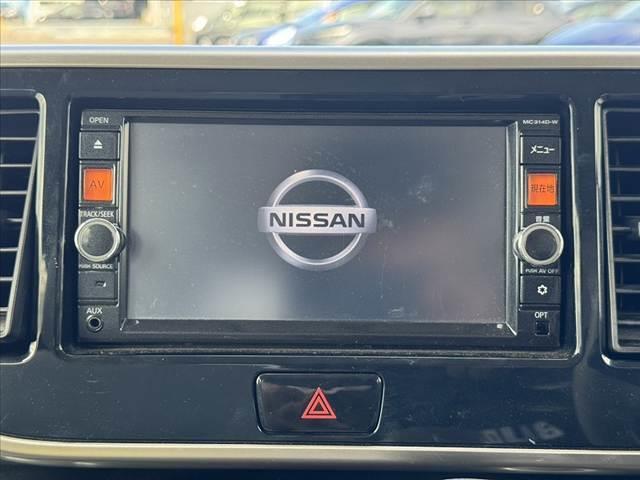 OPEN
MC314D-W
メニュー
AV
現在地
TRACK/SEEK
音量
NISSAN
PUSH SOURCE
PUSH AV OFF
AUX
OPT